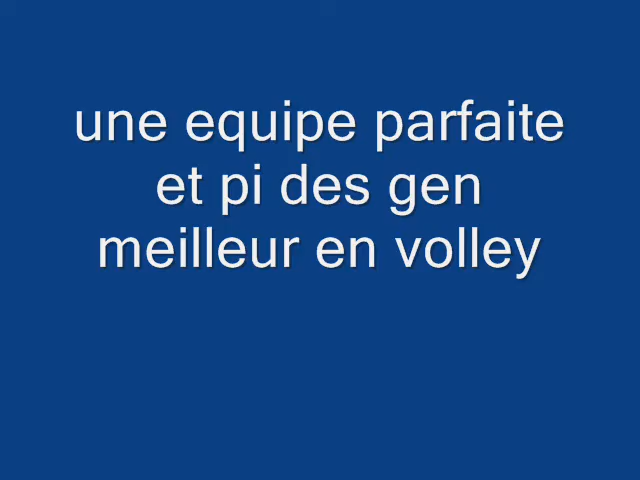 une equipe parfaite
et pi des gen
meilleur en volley